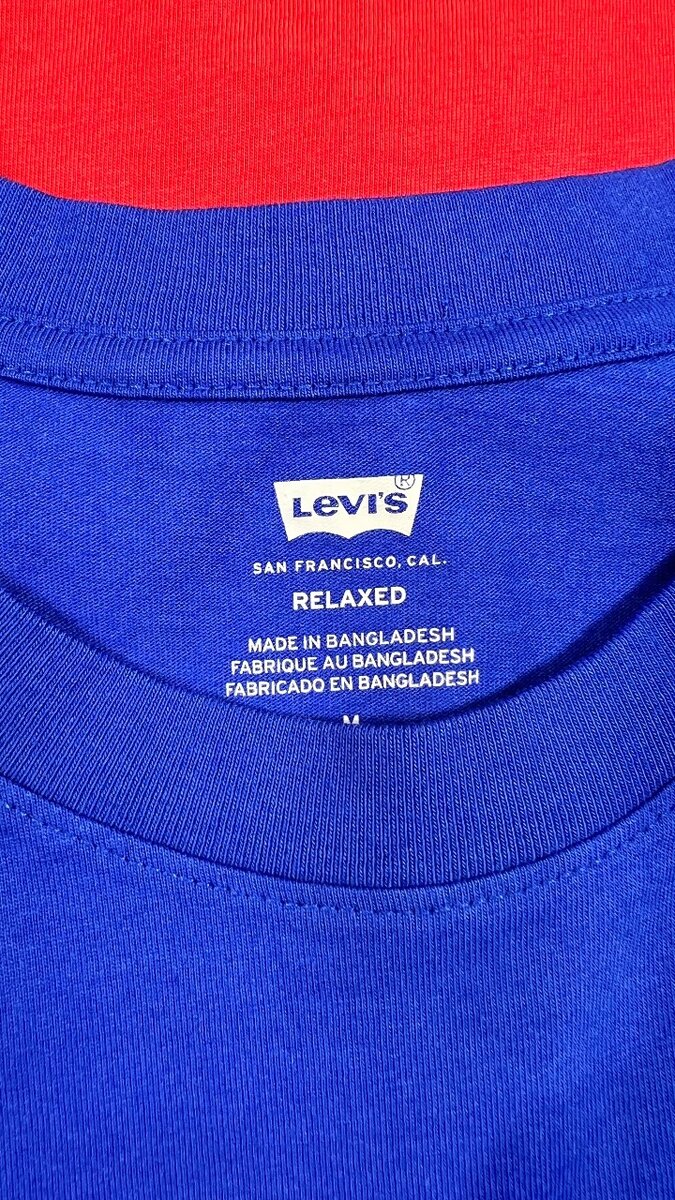 Levi's®
SAN FRANCISCO, CAL.
RELAXED
MADE IN BANGLADESH
FABRIQUE AU BANGLADESH
FABRICADO EN BANGLADESH
M